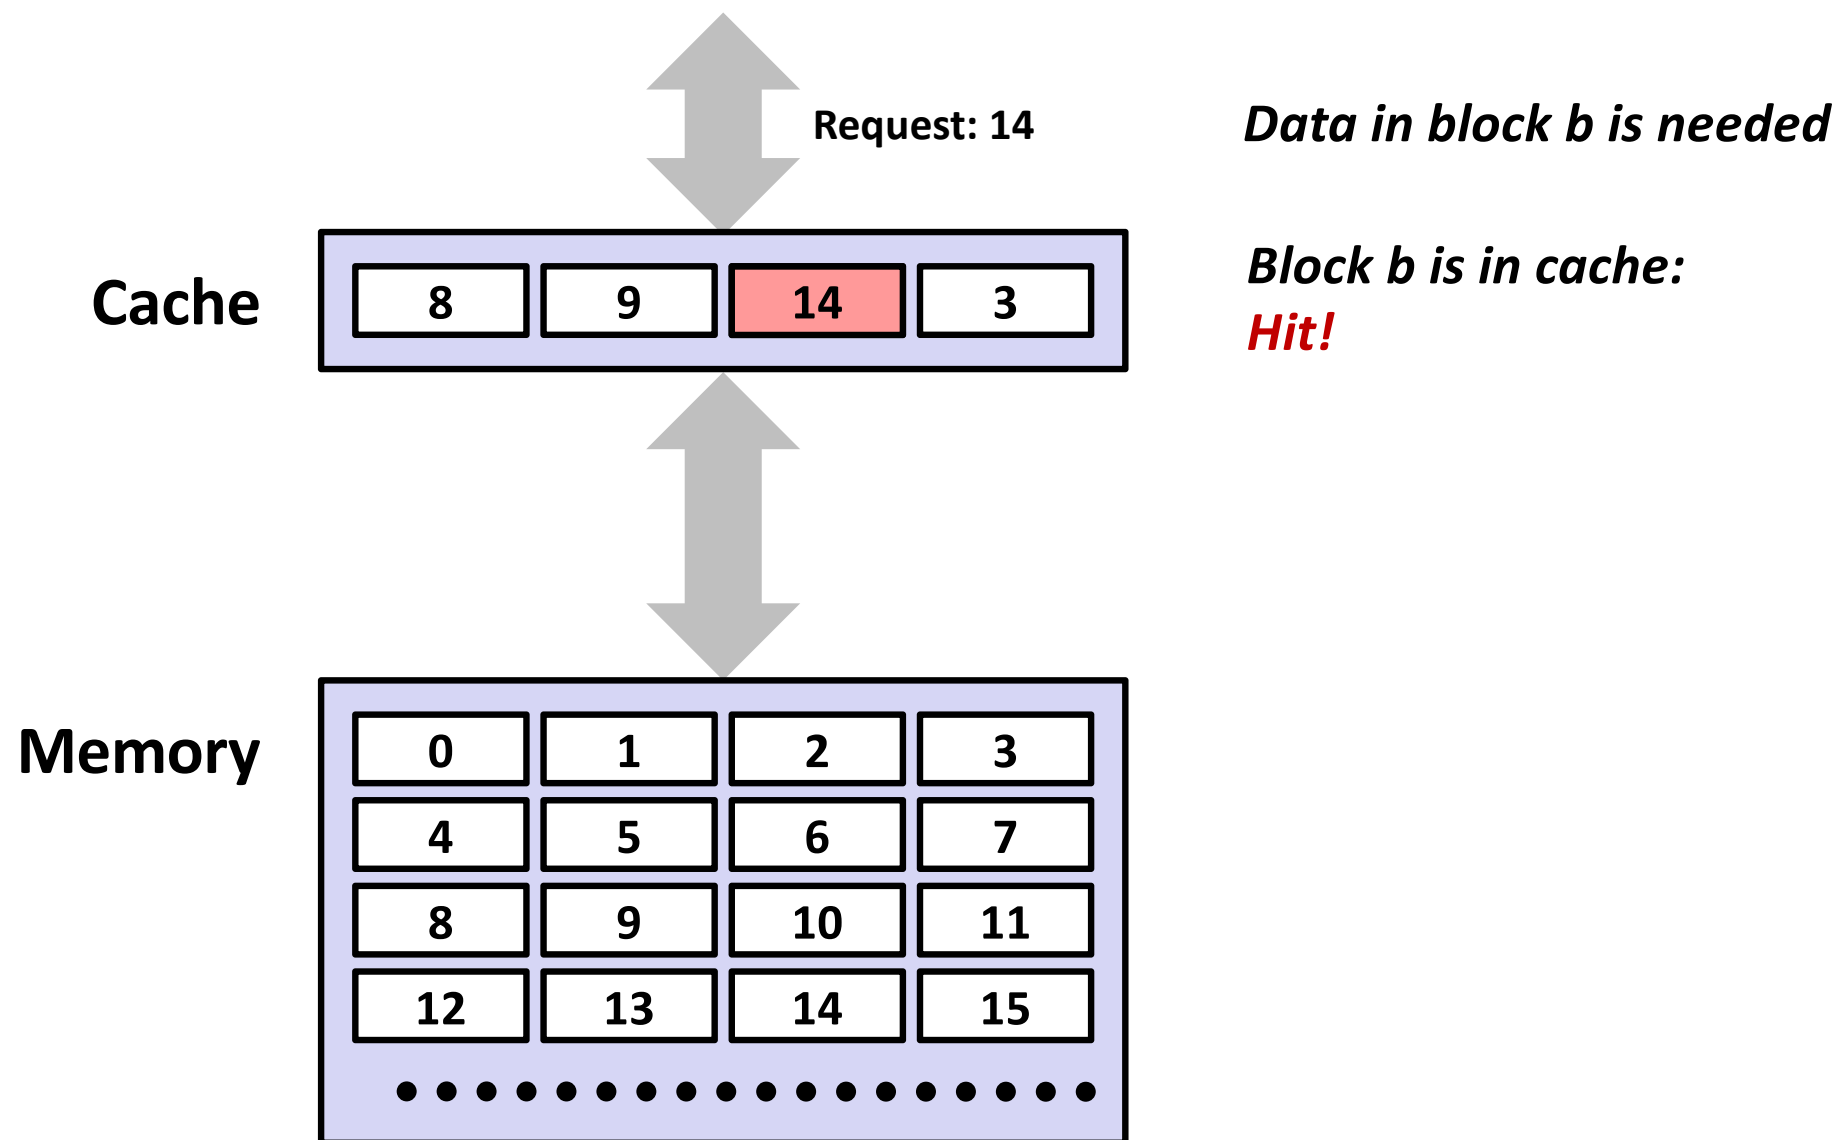 Request: 14
Data in block b is needed
Cache
8 9 14 3
Block b is in cache:
Hit!
Memory
0 1 2 3
4 5 6 7
8 9 10 11
12 13 14 15